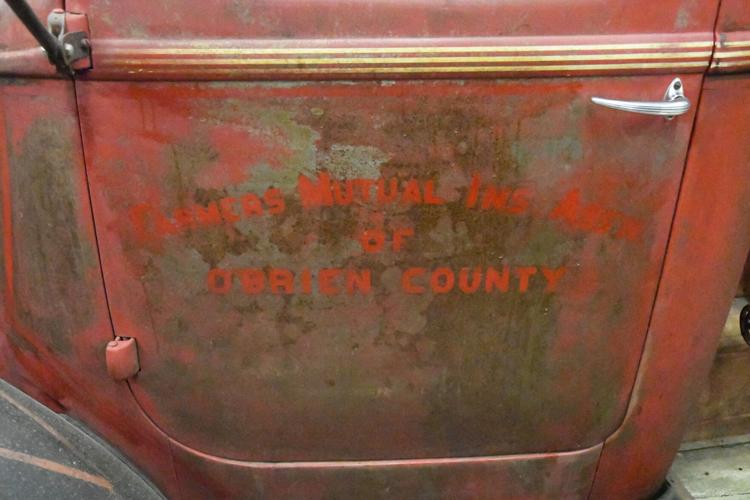 FARMERS MUTUAL INS ASS'N
OF
O'BRIEN COUNTY